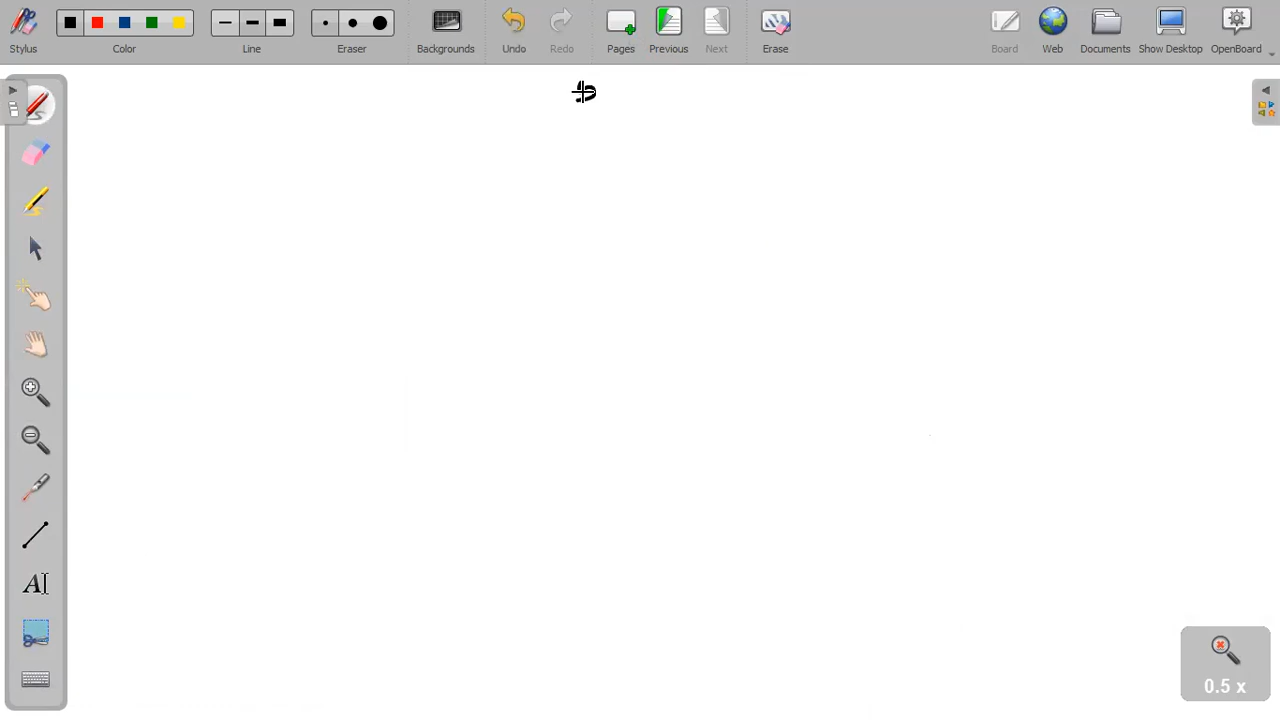 Stylus
Color
Line
Eraser
Backgrounds
Undo
Redo
Pages
Previous
Next
Erase
Board
Web
Documents
Show Desktop
OpenBoard
0.5 x